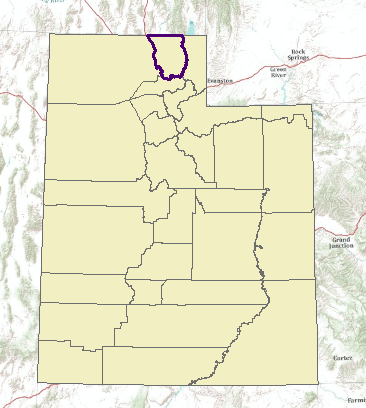 Rock
Springs
Green
River
Evanston
Grand
Junction
Cortez